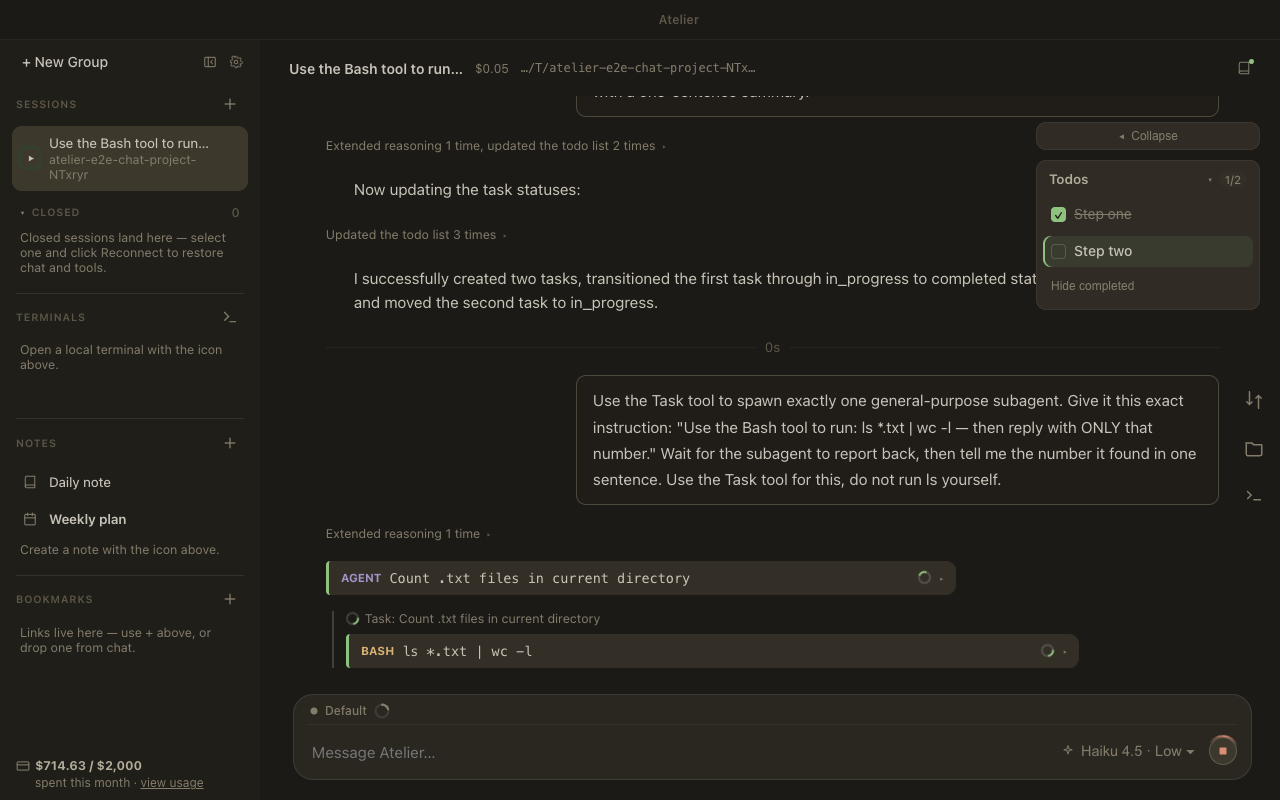 Atelier
+ New Group
SESSIONS
Use the Bash tool to run...
atelier-e2e-chat-project-
NTxryr
CLOSED
0
Closed sessions land here — select
one and click Reconnect to restore
chat and tools.
TERMINALS
Open a local terminal with the icon
above.
NOTES
Daily note
Weekly plan
Create a note with the icon above.
BOOKMARKS
Links live here — use + above, or
drop one from chat.
$714.63 / $2,000
spent this month · view usage
Use the Bash tool to run... $0.05 …/T/atelier-e2e-chat-project-NTx…
with a one-sentence summary.
Extended reasoning 1 time, updated the todo list 2 times
Now updating the task statuses:
Updated the todo list 3 times
I successfully created two tasks, transitioned the first task through in_progress to completed stat
and moved the second task to in_progress.
Collapse
Todos 1/2
Step one
Step two
Hide completed
0s
Use the Task tool to spawn exactly one general-purpose subagent. Give it this exact
instruction: "Use the Bash tool to run: ls *.txt | wc -l — then reply with ONLY that
number." Wait for the subagent to report back, then tell me the number it found in one
sentence. Use the Task tool for this, do not run ls yourself.
Extended reasoning 1 time
AGENT Count .txt files in current directory
Task: Count .txt files in current directory
BASH ls *.txt | wc -l
Default
Message Atelier...
Haiku 4.5 · Low